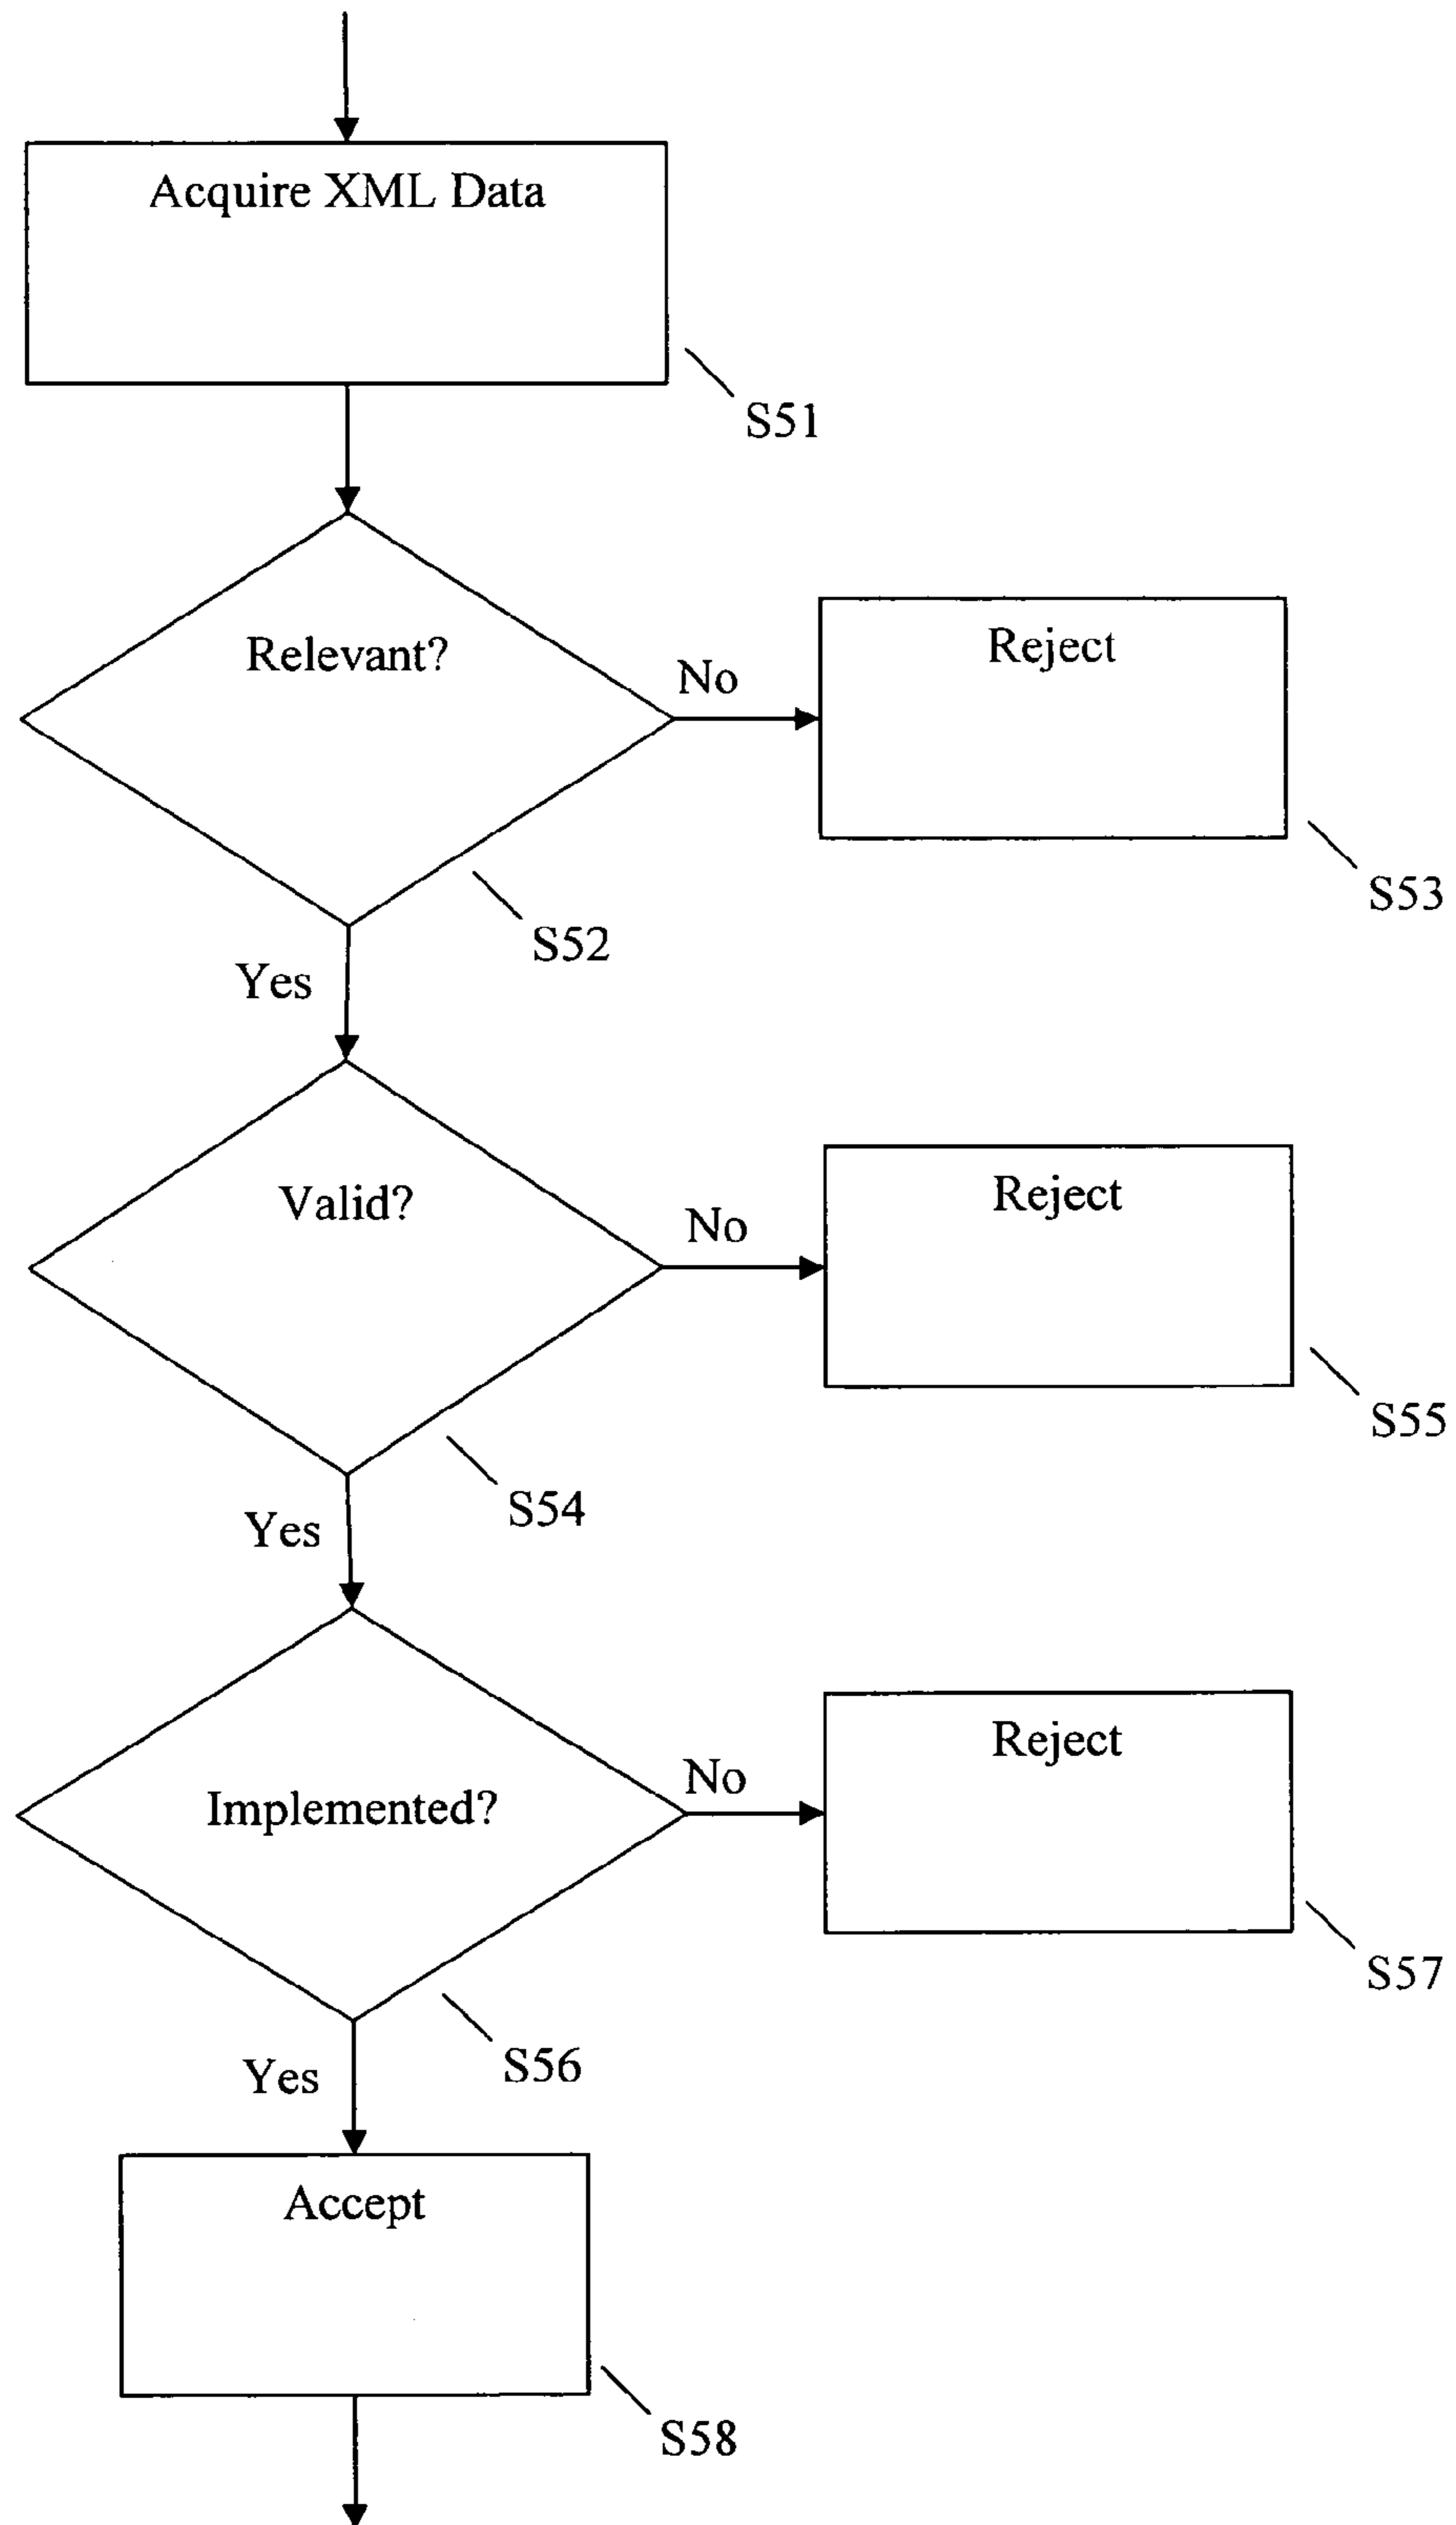 Acquire XML Data
S51
Relevant?
No
Reject
S53
S52
Yes
Valid?
No
Reject
S55
S54
Yes
Implemented?
No
Reject
S57
S56
Yes
Accept
S58